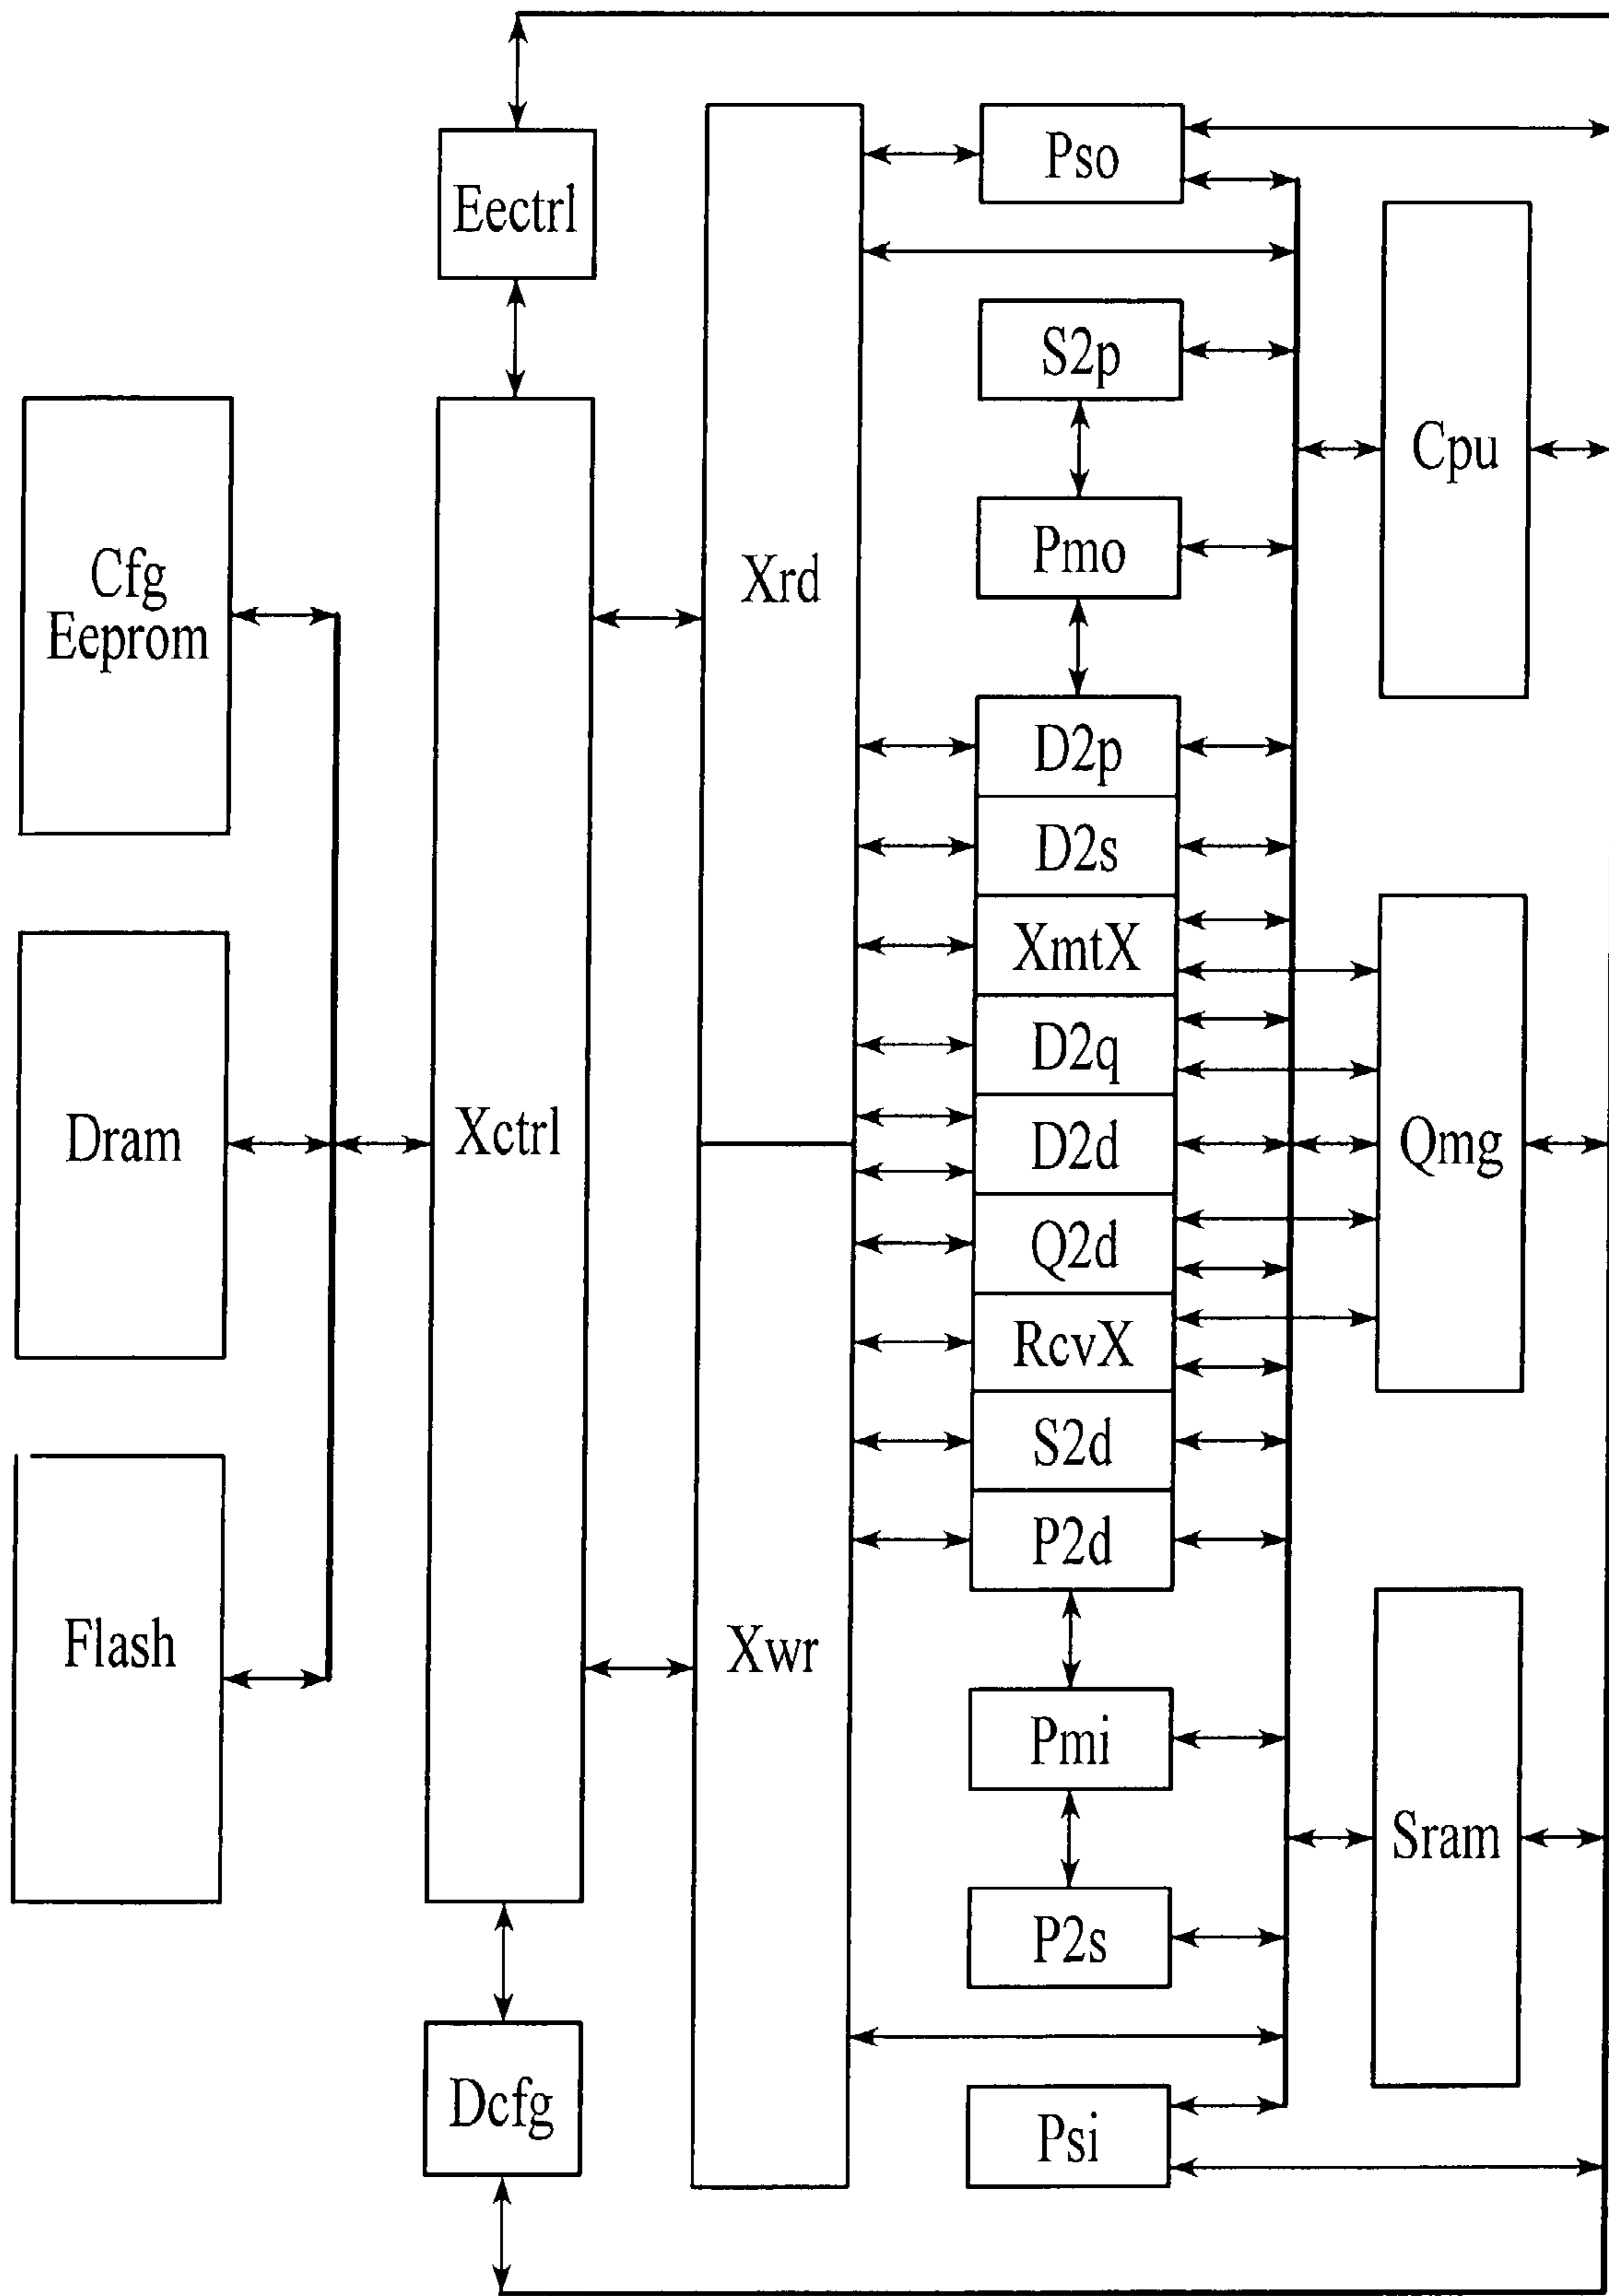 Eectrl
Pso
S2p
Cpu
Cfg
Eeprom
Xrd
Pmo
D2p
D2s
XmtX
D2q
Dram
Xctrl
D2d
Qmg
Q2d
RcvX
S2d
P2d
Flash
Xwr
Pmi
Sram
P2s
Dcfg
Psi